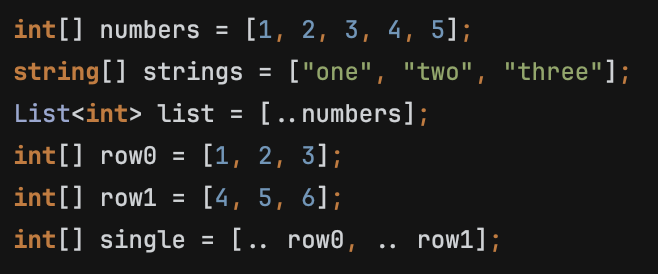 int[] numbers = [1, 2, 3, 4, 5];
string[] strings = ["one", "two", "three"];
List<int> list = [..numbers];
int[] row0 = [1, 2, 3];
int[] row1 = [4, 5, 6];
int[] single = [.. row0, .. row1];